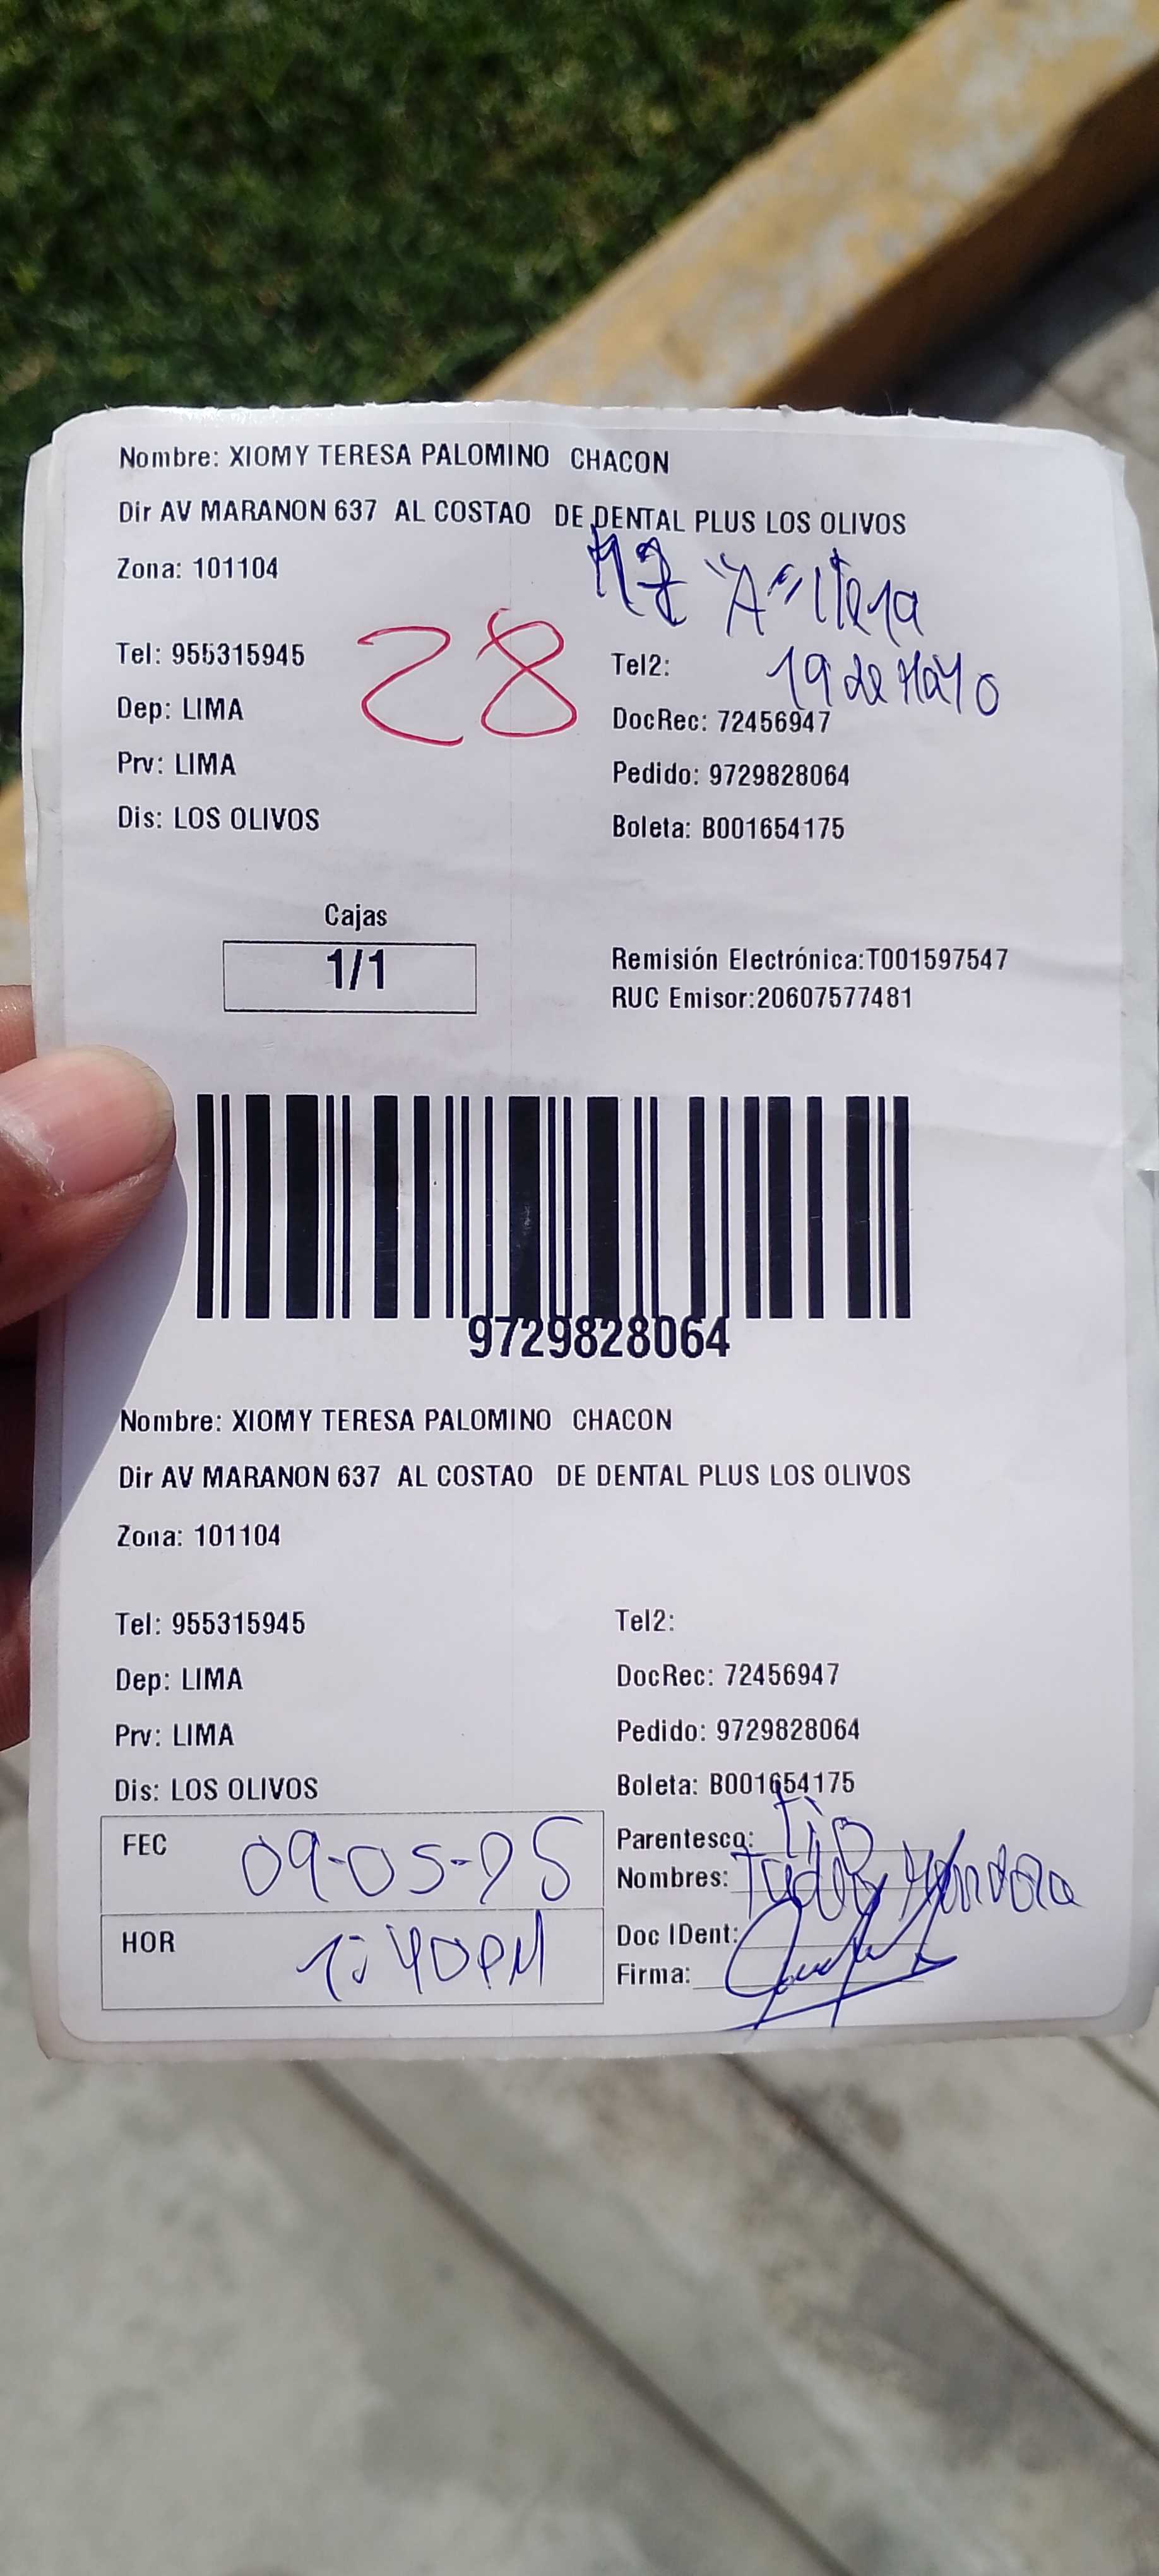 Nombre: XIOMY TERESA PALOMINO CHACON
Dir AV MARANON 637 AL COSTAO DE DENTAL PLUS LOS OLIVOS
Zona: 101104
Mz "A"
19 de Mayo
28
Tel: 955315945
Tel2:
Dep: LIMA
DocRec: 72456947
Prv: LIMA
Pedido: 9729828064
Dis: LOS OLIVOS
Boleta: B001654175
Cajas
1/1
Remisión Electrónica:T001597547
RUC Emisor:20607577481
9729828064
Nombre: XIOMY TERESA PALOMINO CHACON
Dir AV MARANON 637 AL COSTAO DE DENTAL PLUS LOS OLIVOS
Zona: 101104
Tel: 955315945
Tel2:
Dep: LIMA
DocRec: 72456947
Prv: LIMA
Pedido: 9729828064
Dis: LOS OLIVOS
Boleta: B001654175
FEC 09-05-25
Parentesco: Tio
Nombres:
HOR 1:40PM
Doc IDent:
Firma: